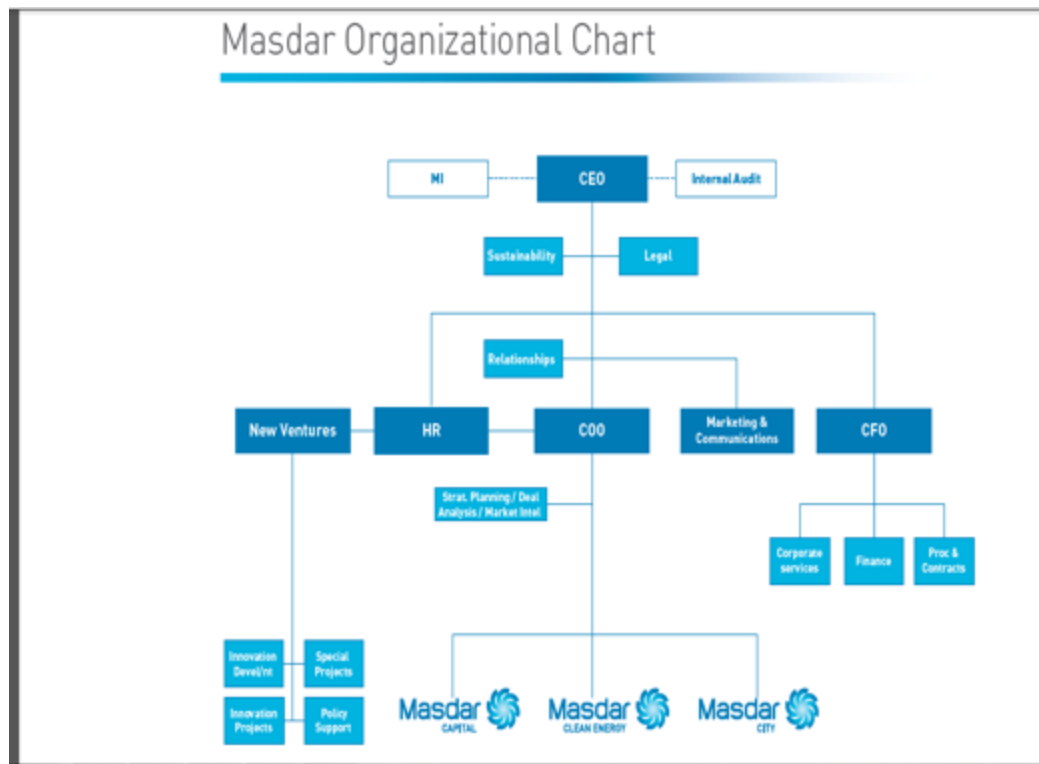 Masdar Organizational Chart
MI
CEO
Internal Audit
Sustainability
Legal
Relationships
New Ventures
HR
COO
Marketing &
Communications
CFO
Strat. Planning / Deal
Analysis / Market Intel
Corporate
services
Finance
Proc &
Contracts
Innovation
Devel/nt
Special
Projects
Innovation
Projects
Policy
Support
Masdar
CAPITAL
Masdar
CLEAN ENERGY
Masdar
CITY